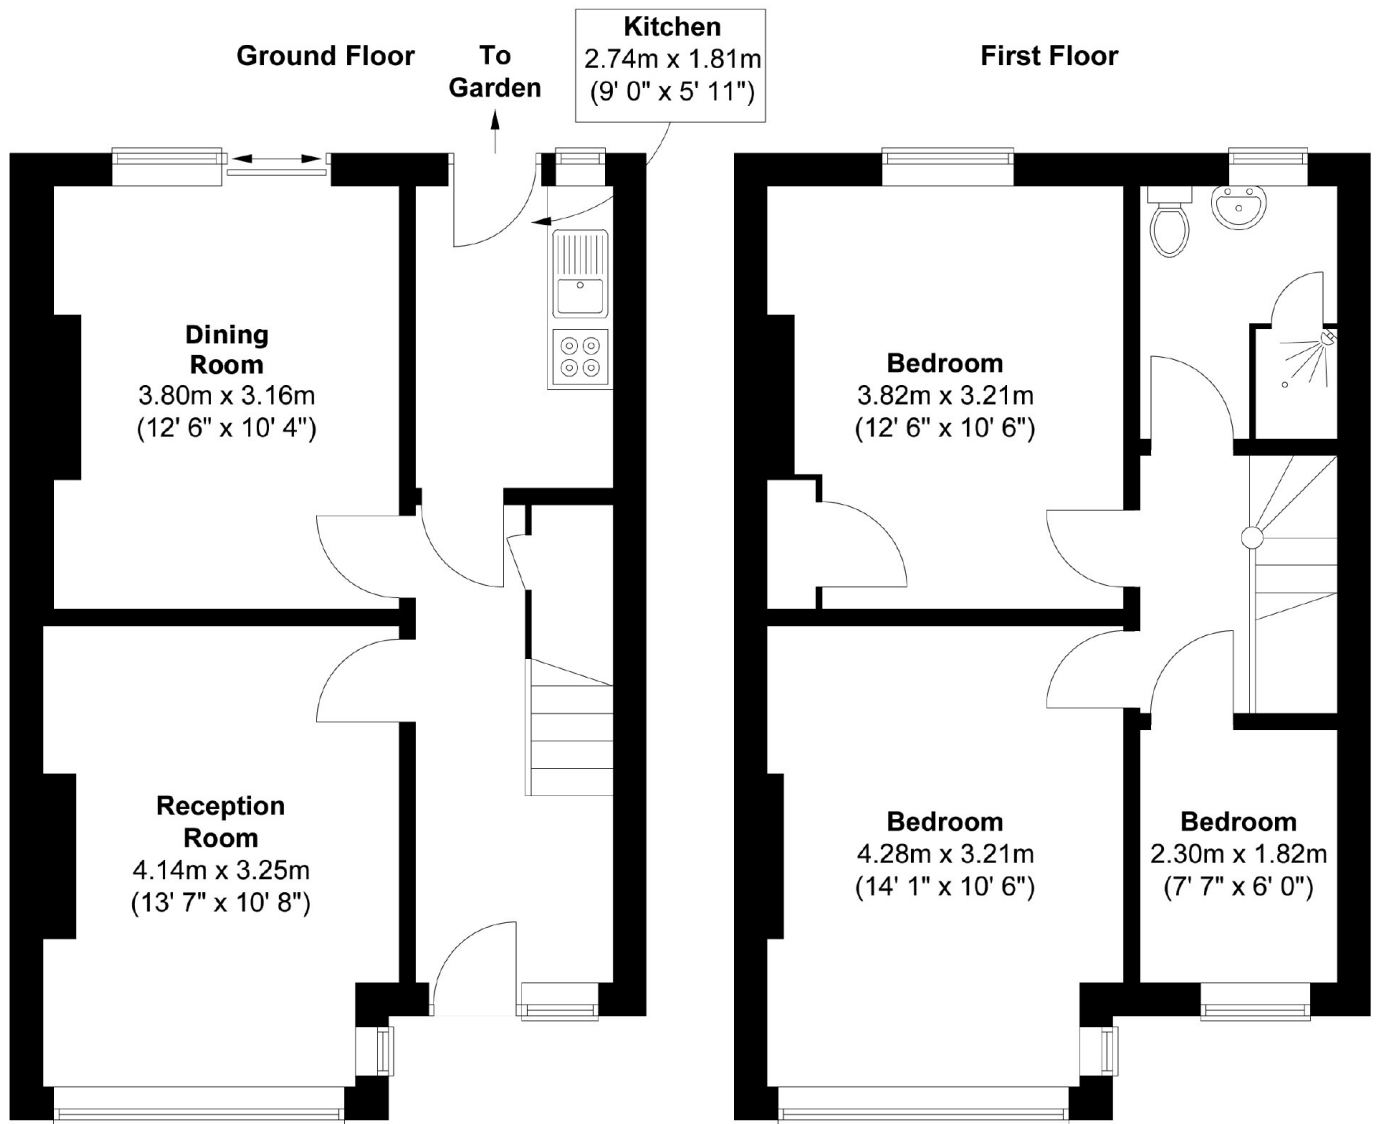 Ground Floor
To
Garden
Kitchen
2.74m x 1.81m
(9' 0" x 5' 11")
First Floor
Dining
Room
3.80m x 3.16m
(12' 6" x 10' 4")
Reception
Room
4.14m x 3.25m
(13' 7" x 10' 8")
Bedroom
3.82m x 3.21m
(12' 6" x 10' 6")
Bedroom
4.28m x 3.21m
(14' 1" x 10' 6")
Bedroom
2.30m x 1.82m
(7' 7" x 6' 0")